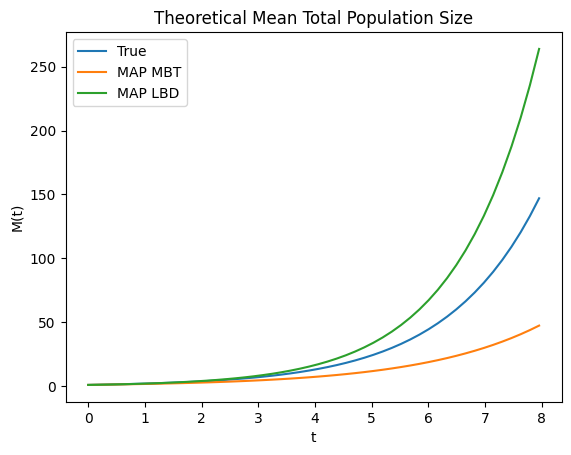 Theoretical Mean Total Population Size
True
MAP MBT
MAP LBD
M(t)
250
200
150
100
50
0
0 1 2 3 4 5 6 7 8
t